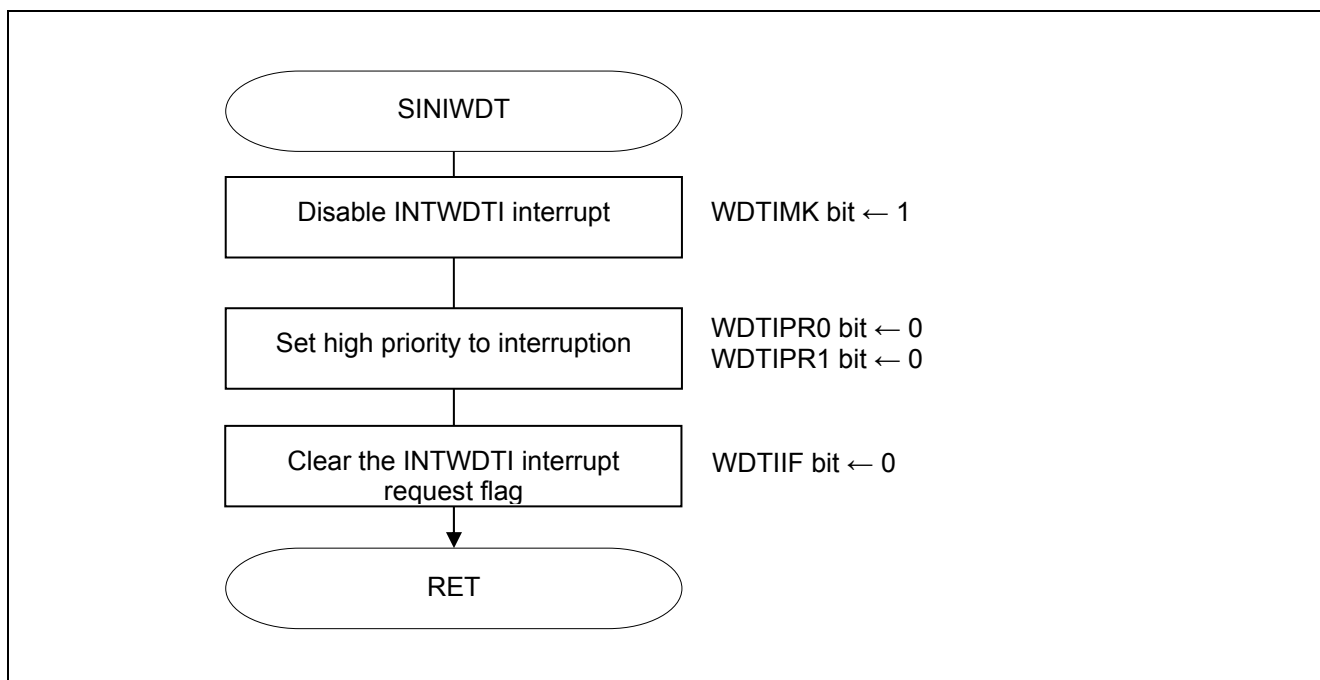 SINIWDT
Disable INTWDTI interrupt
WDTIMK bit ← 1
Set high priority to interruption
WDTIPR0 bit ← 0
WDTIPR1 bit ← 0
Clear the INTWDTI interrupt
request flag
WDTIIF bit ← 0
RET